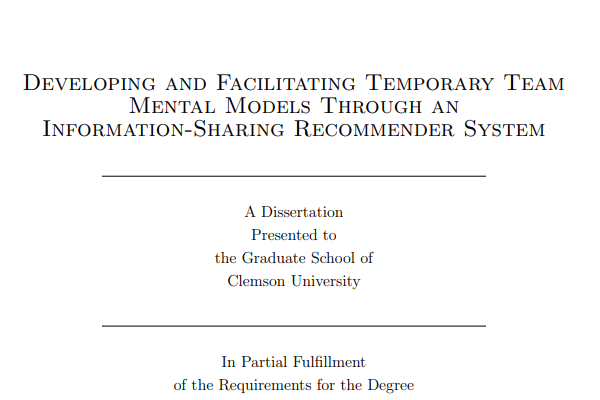 Developing and Facilitating Temporary Team
Mental Models Through an
Information-Sharing Recommender System
A Dissertation
Presented to
the Graduate School of
Clemson University
In Partial Fulfillment
of the Requirements for the Degree